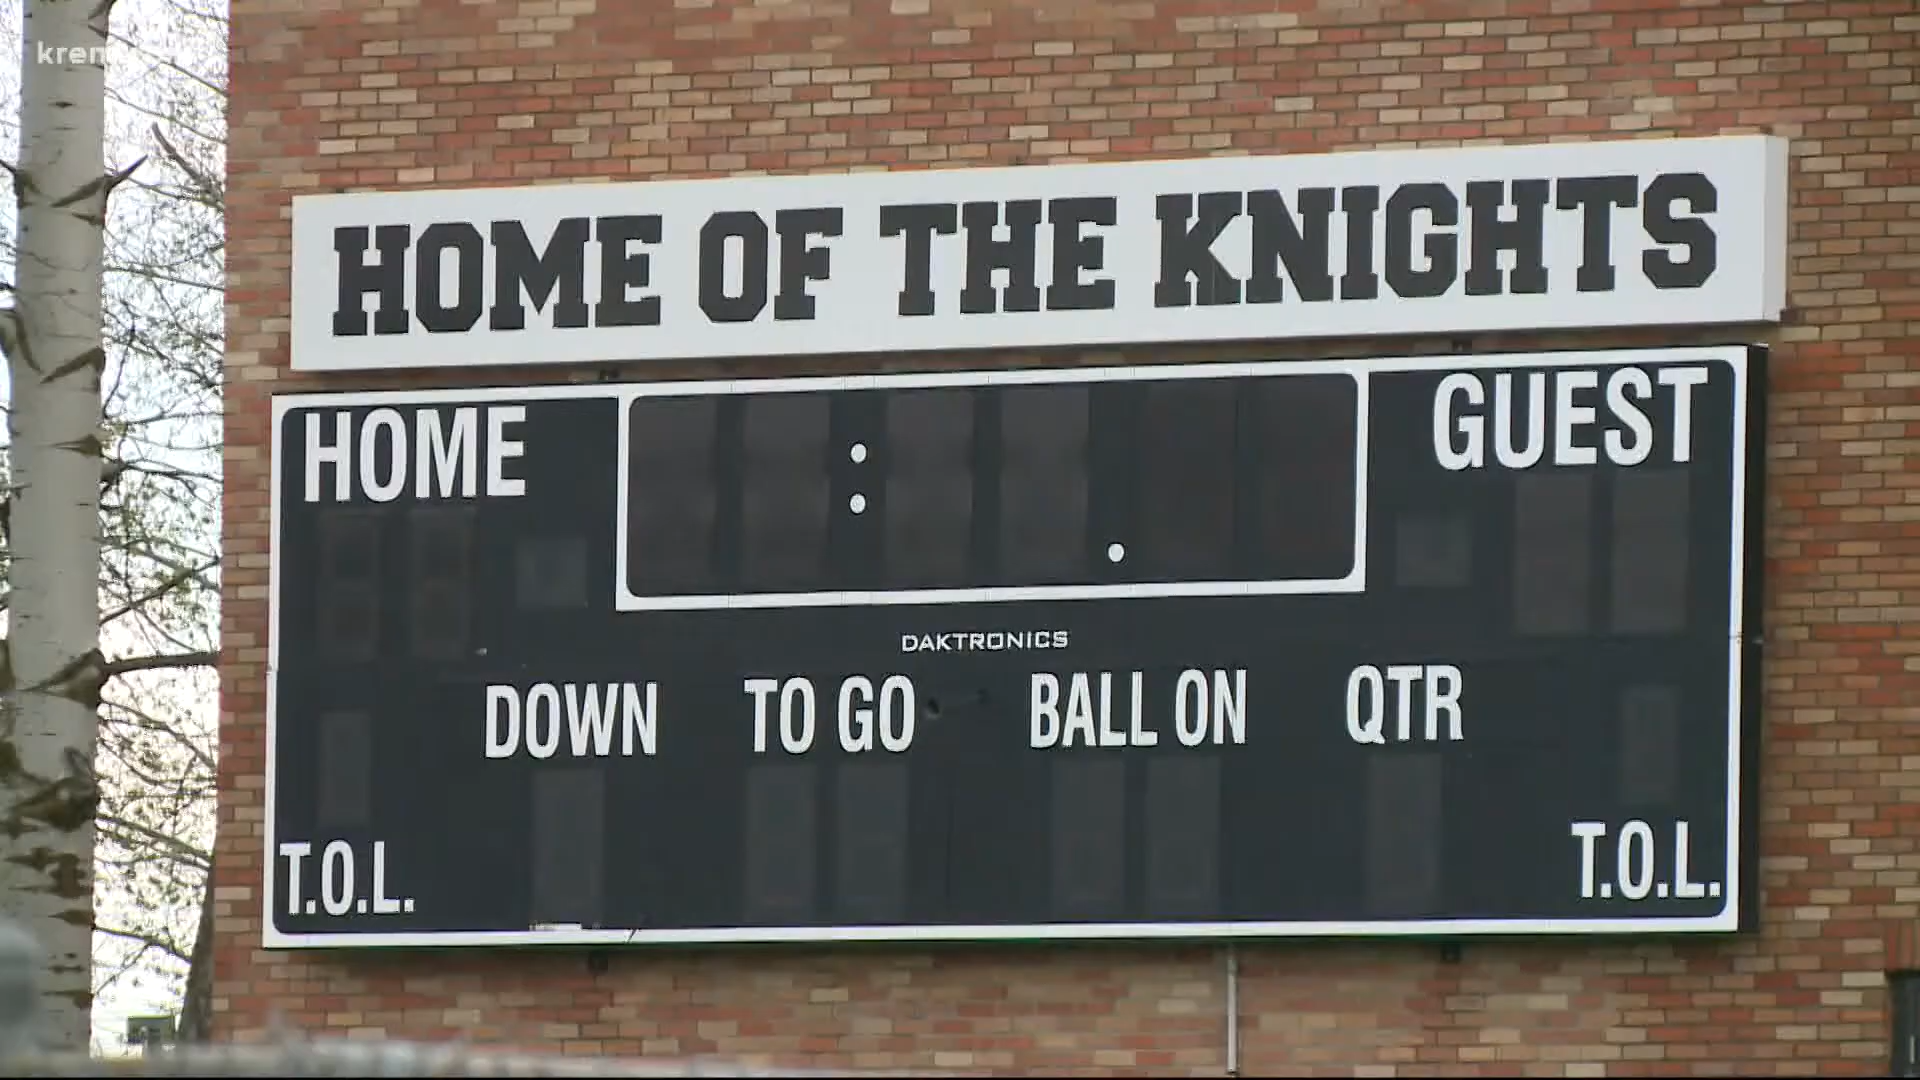 HOME OF THE KNIGHTS
HOME
GUEST
:
.
DAKTRONICS
DOWN TO GO BALL ON QTR
T.O.L. T.O.L.